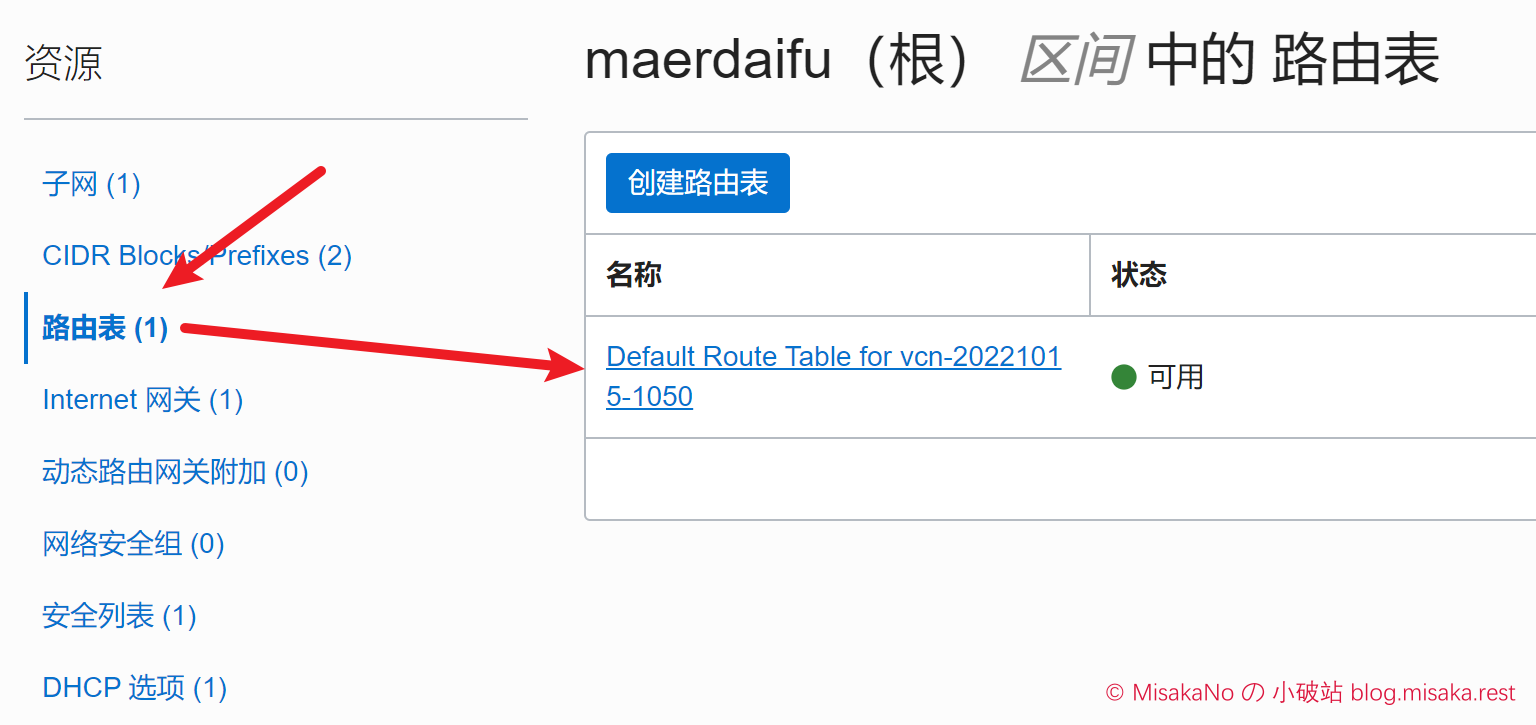 资源
子网 (1)
CIDR Blocks/Prefixes (2)
路由表 (1)
Internet 网关 (1)
动态路由网关附加 (0)
网络安全组 (0)
安全列表 (1)
DHCP 选项 (1)
maerdaifu（根） 区间 中的 路由表
创建路由表
名称 状态
Default Route Table for vcn-2022101
5-1050
可用
© MisakaNo の 小破站 blog.misaka.rest